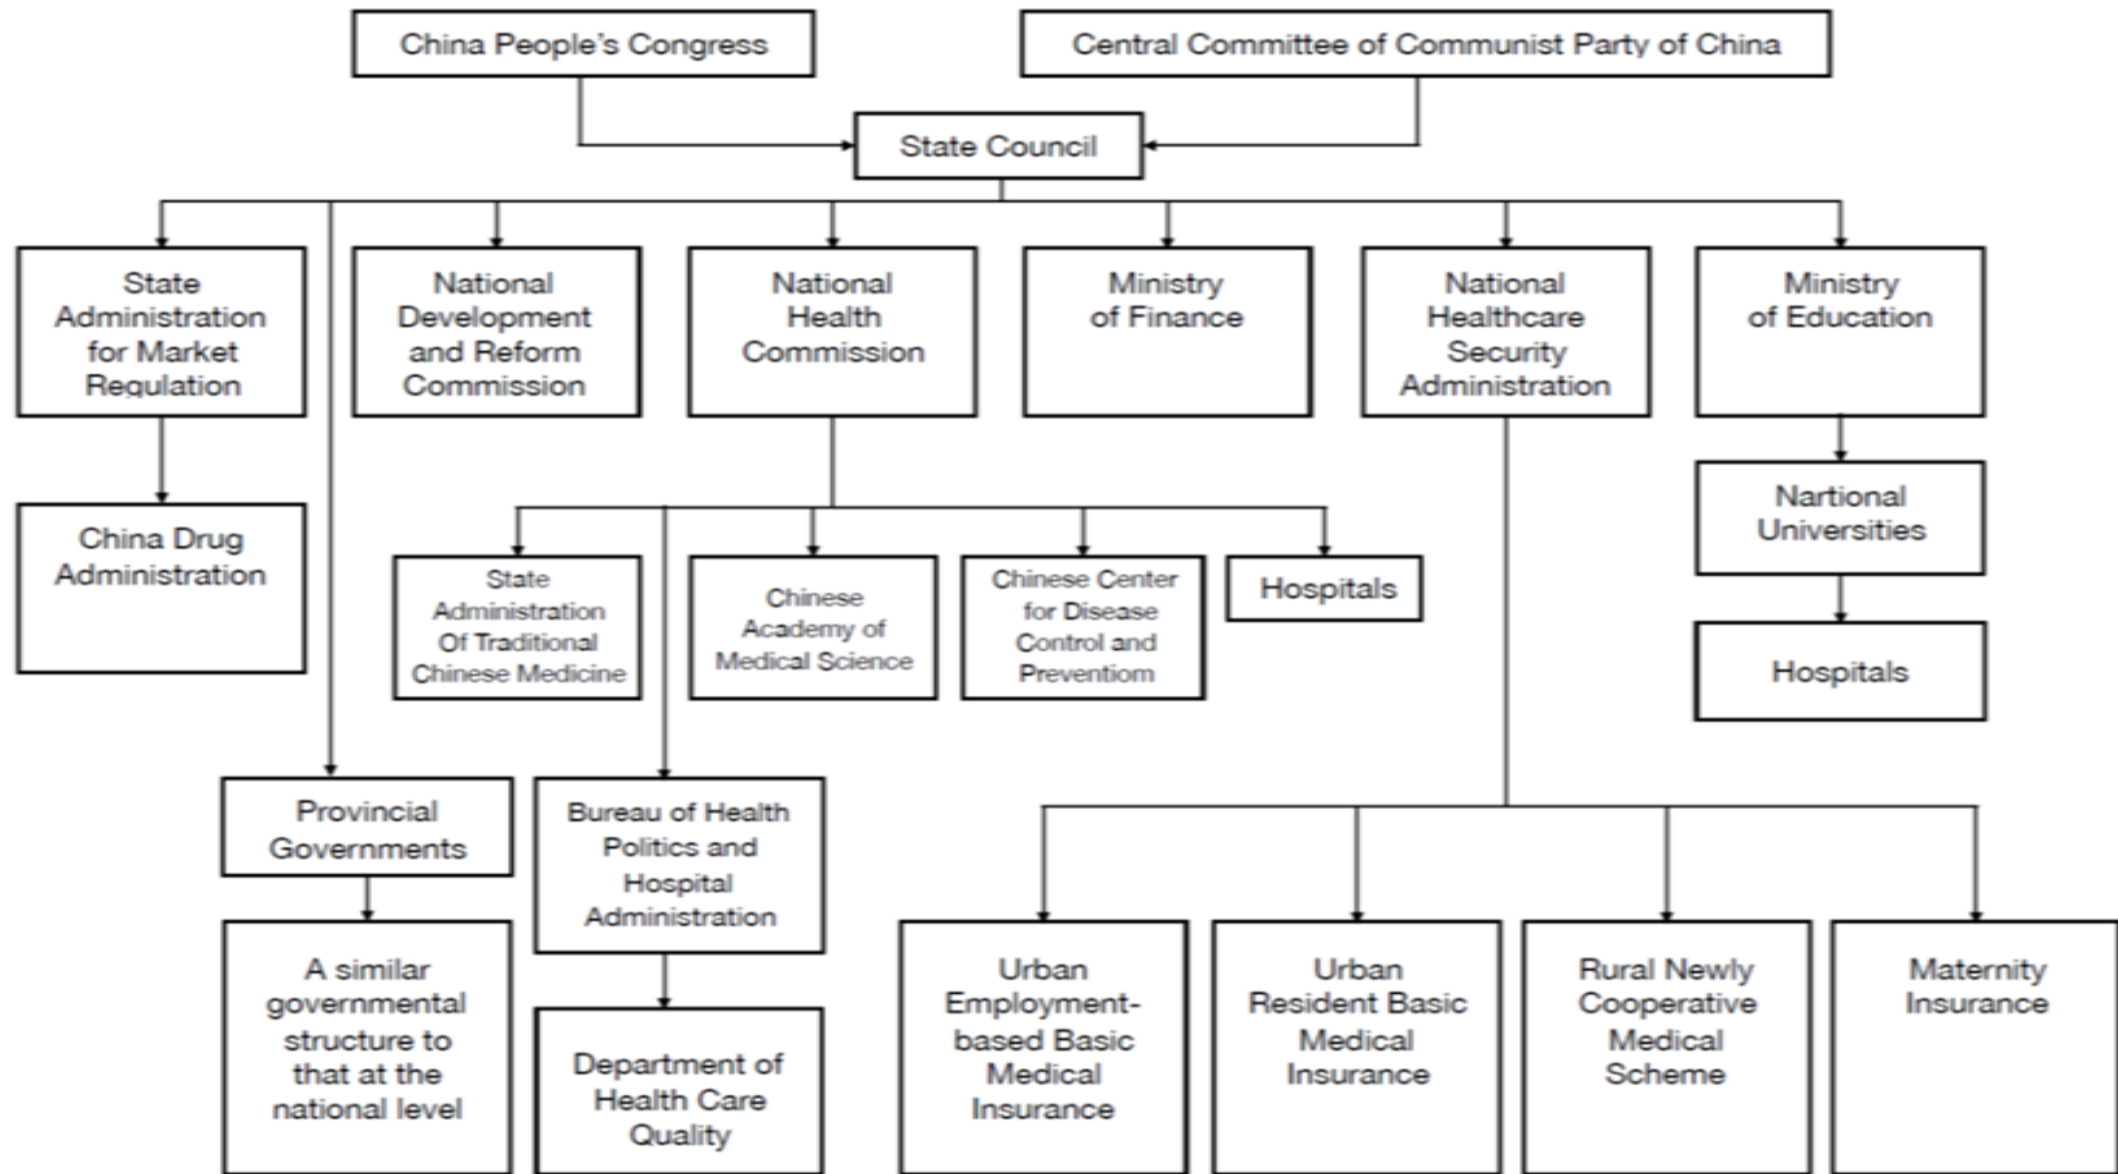 China People's Congress
Central Committee of Communist Party of China
State Council
State
Administration
for Market
Regulation
National
Development
and Reform
Commission
National
Health
Commission
Ministry
of Finance
National
Healthcare
Security
Administration
Ministry
of Education
China Drug
Administration
State
Administration
Of Traditional
Chinese Medicine
Chinese
Academy of
Medical Science
Chinese Center
for Disease
Control and
Preventiom
Hospitals
Nartional
Universities
Hospitals
Provincial
Governments
Bureau of Health
Politics and
Hospital
Administration
A similar
governmental
structure to
that at the
national level
Department of
Health Care
Quality
Urban
Employment-
based Basic
Medical
Insurance
Urban
Resident Basic
Medical
Insurance
Rural Newly
Cooperative
Medical
Scheme
Maternity
Insurance